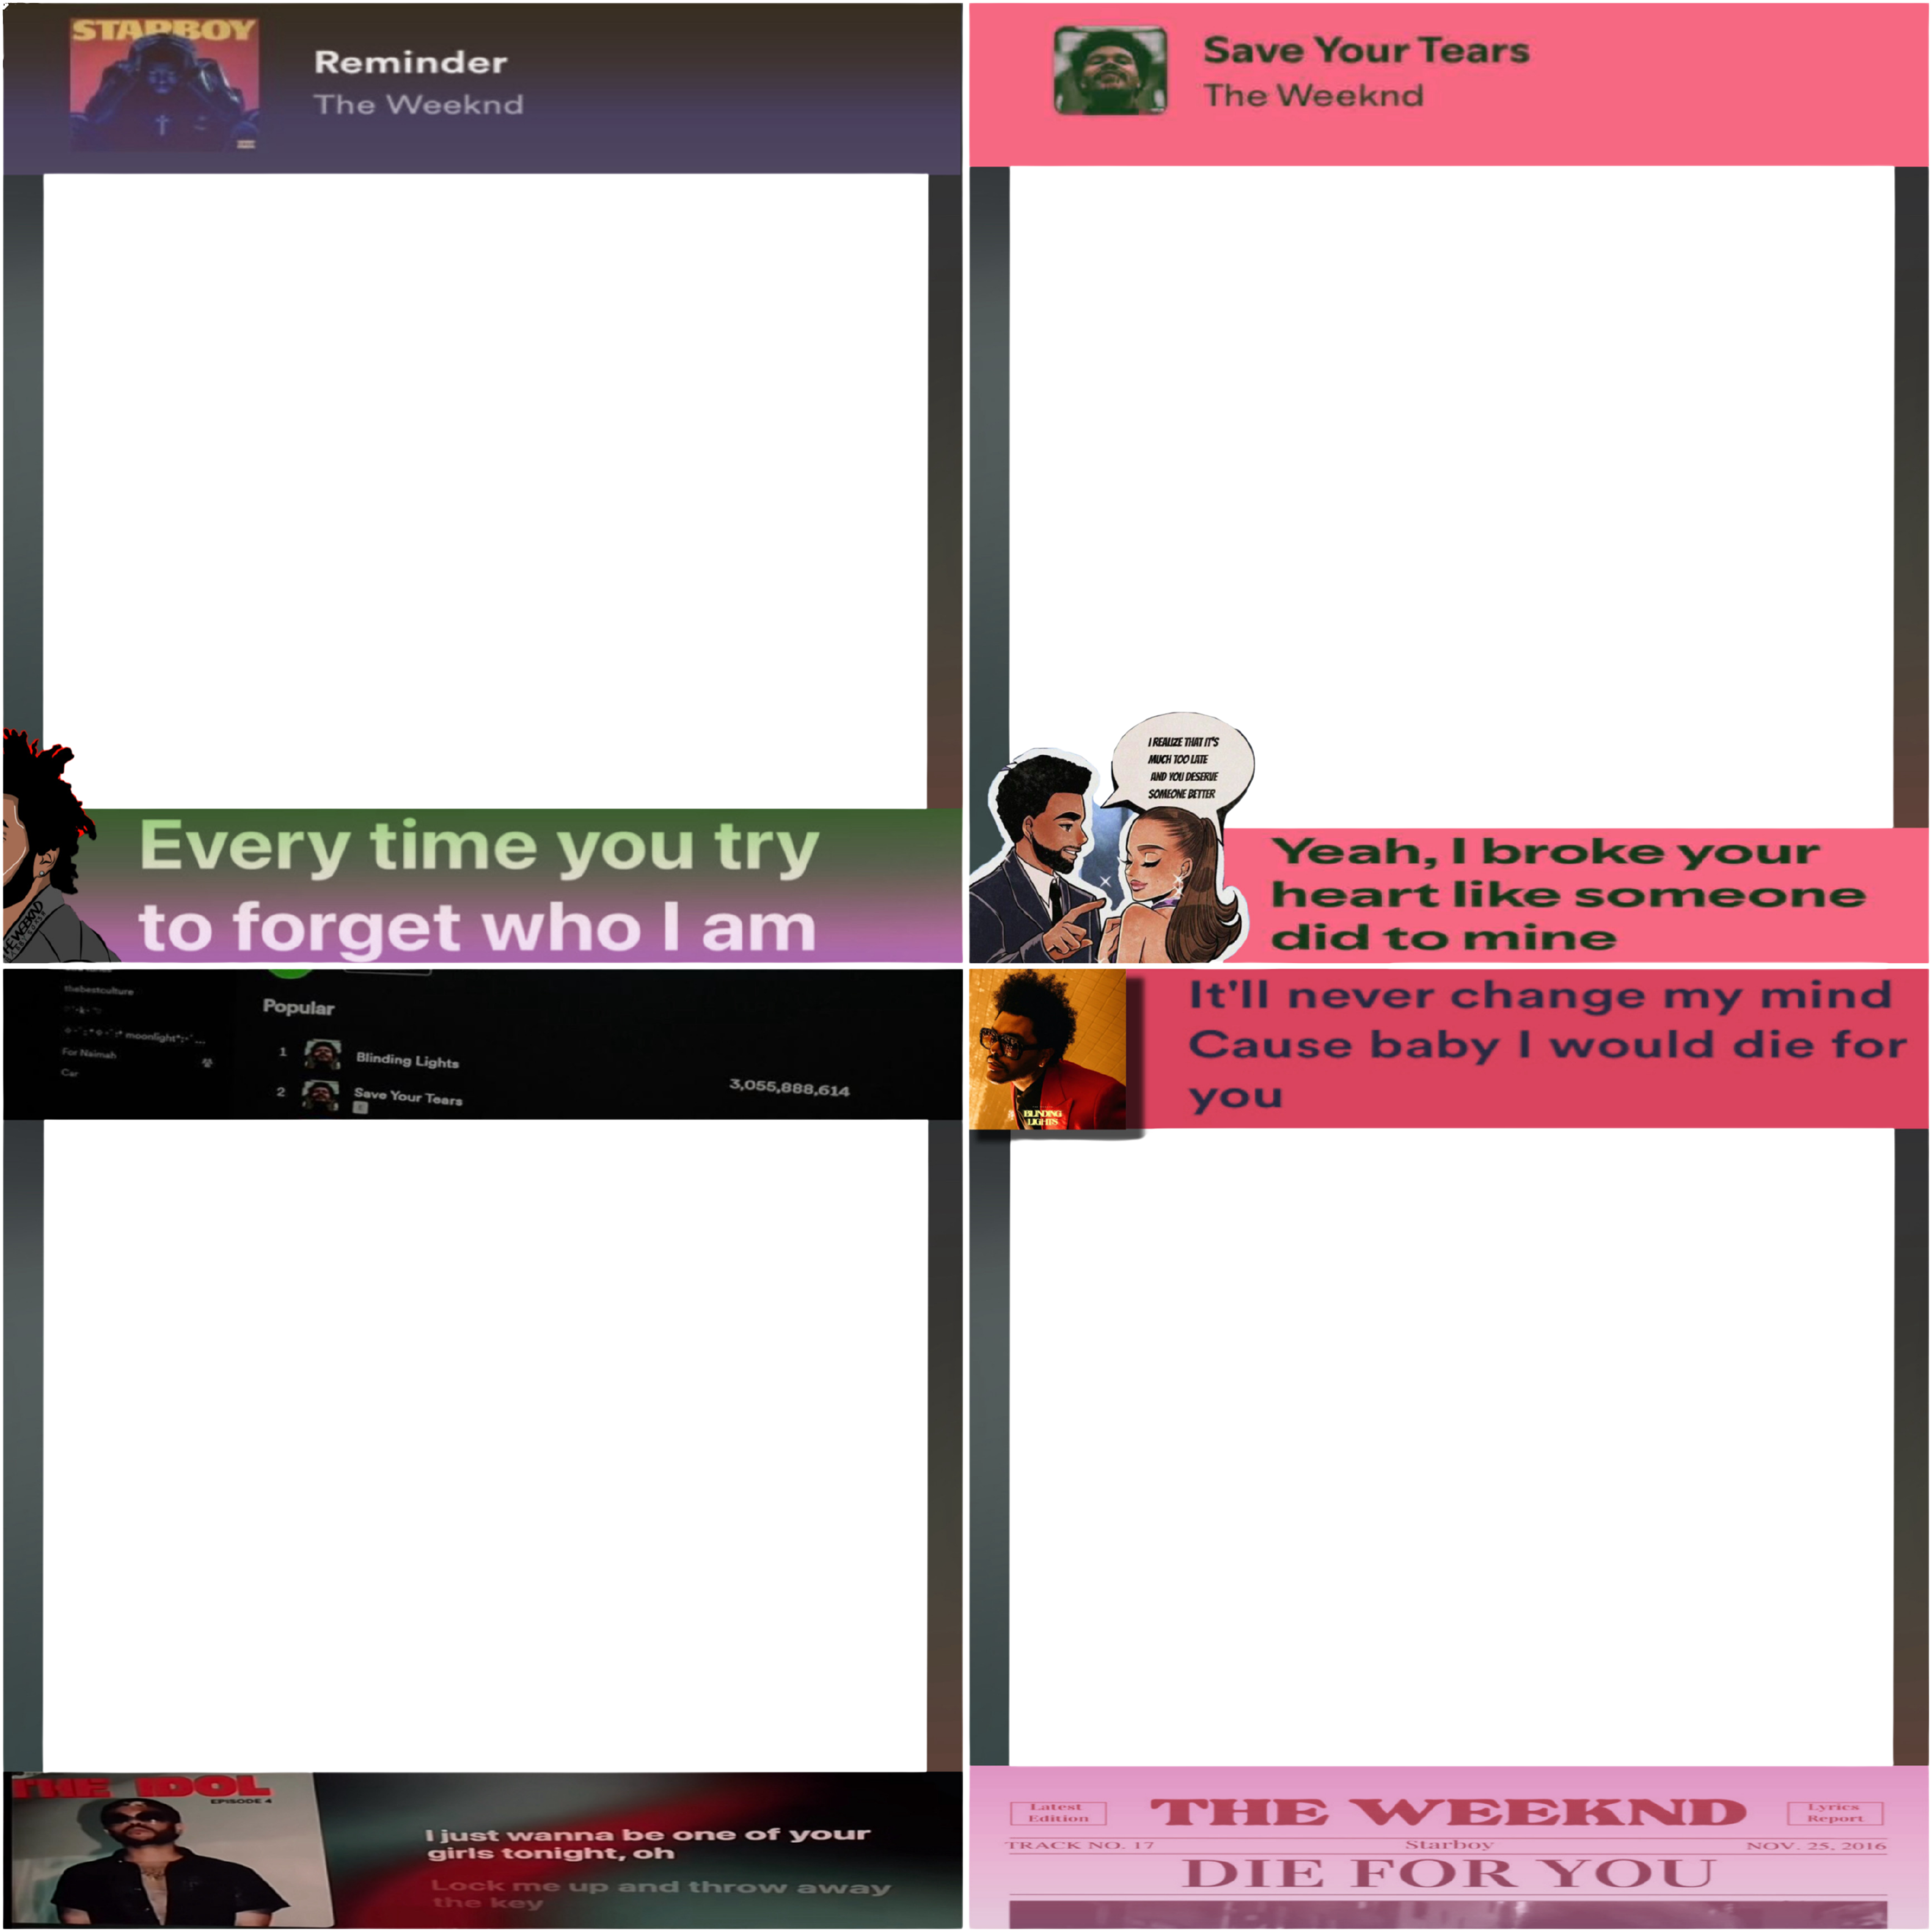 STARBOY
Reminder
The Weeknd
Every time you try
to forget who I am
Save Your Tears
The Weeknd
I REALIZE THAT IT'S
MUCH TOO LATE
AND YOU DESERVE
SOMEONE BETTER
Yeah, I broke your
heart like someone
did to mine
thebestculture
moonlight
For Naimah
Car
Popular
1 Blinding Lights
2 Save Your Tears
E
3,055,888,614
THE IDOL
EPISODE 4
I just wanna be one of your
girls tonight, oh
Lock me up and throw away
the key
It'll never change my mind
Cause baby I would die for
you
BLINDING
LIGHTS
Latest
Edition
THE WEEKND
Lyrics
Report
TRACK NO. 17
Starboy
NOV. 25, 2016
DIE FOR YOU